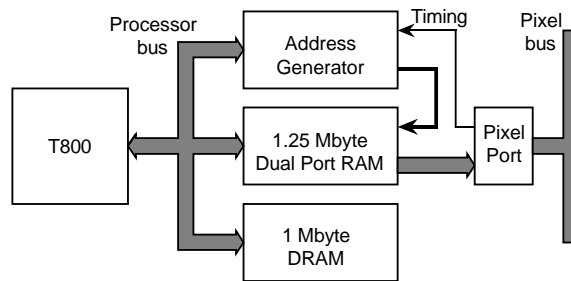 Processor
bus
Address
Generator
Timing
Pixel
bus
T800
1.25 Mbyte
Dual Port RAM
Pixel
Port
1 Mbyte
DRAM